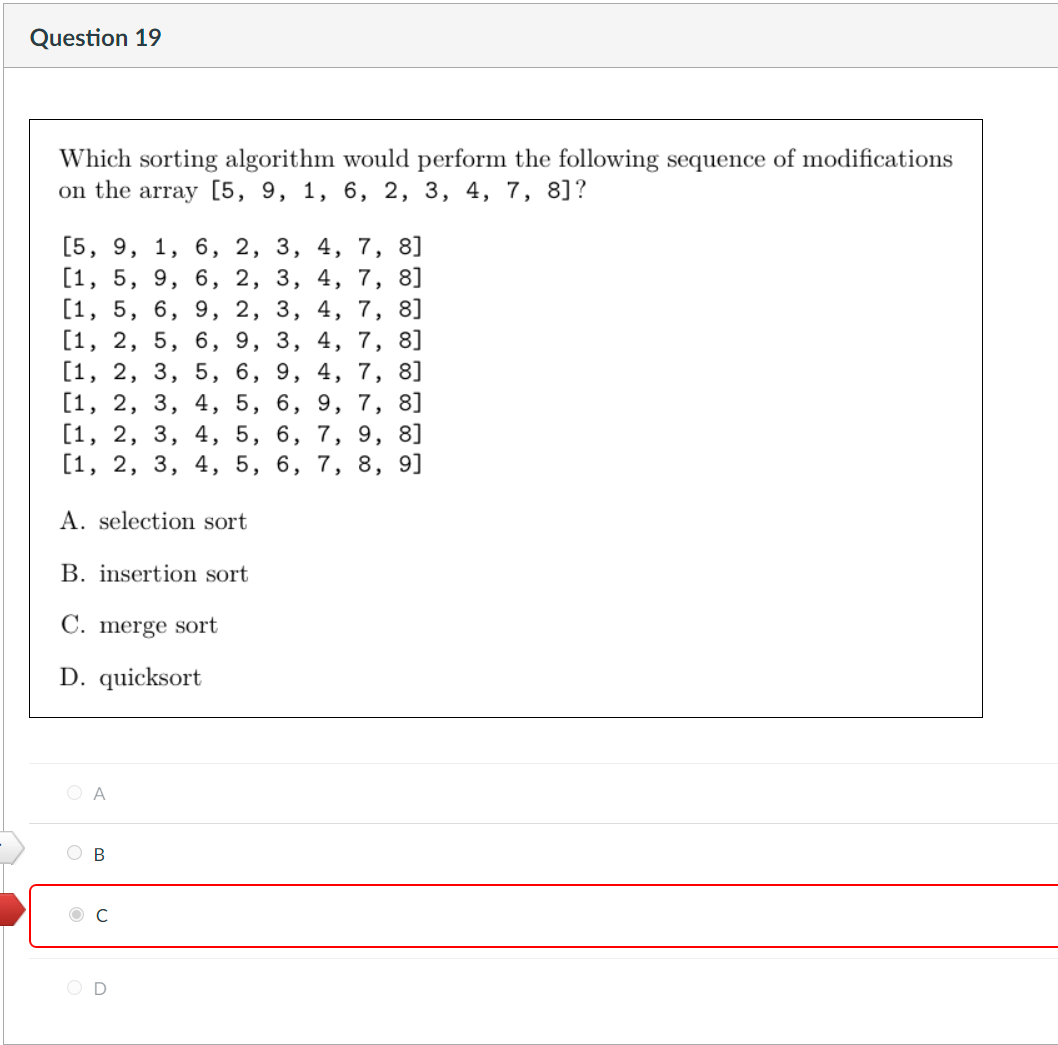 Question 19
Which sorting algorithm would perform the following sequence of modifications
on the array [5, 9, 1, 6, 2, 3, 4, 7, 8]?
[5, 9, 1, 6, 2, 3, 4, 7, 8]
[1, 5, 9, 6, 2, 3, 4, 7, 8]
[1, 5, 6, 9, 2, 3, 4, 7, 8]
[1, 2, 5, 6, 9, 3, 4, 7, 8]
[1, 2, 3, 5, 6, 9, 4, 7, 8]
[1, 2, 3, 4, 5, 6, 9, 7, 8]
[1, 2, 3, 4, 5, 6, 7, 9, 8]
[1, 2, 3, 4, 5, 6, 7, 8, 9]
A. selection sort
B. insertion sort
C. merge sort
D. quicksort
A
B
C
D